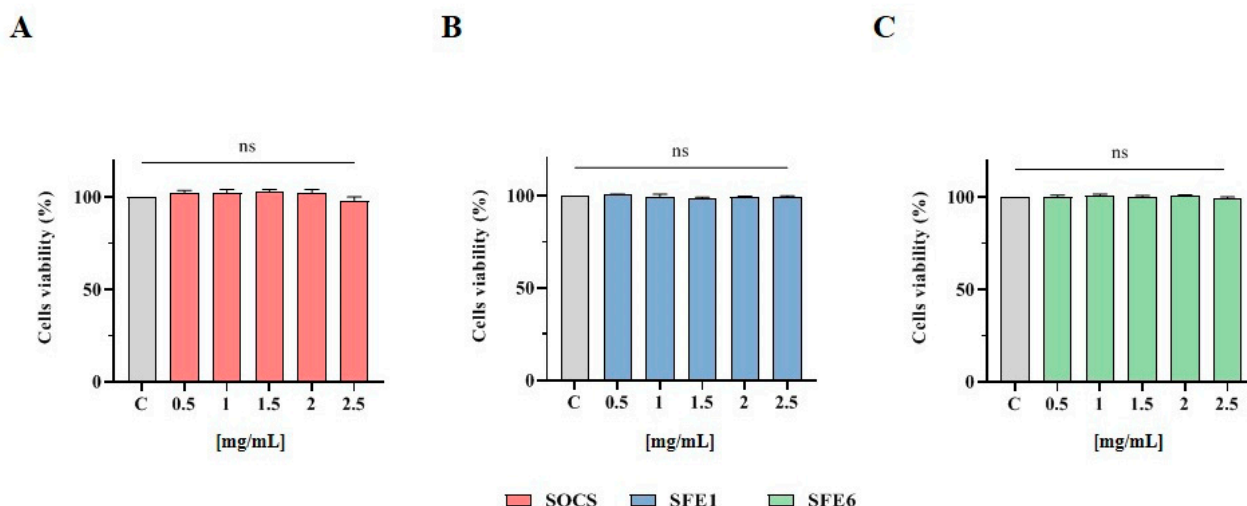 A
B
C
ns
100
50
0
Cells viability (%)
C 0.5 1 1.5 2 2.5
[mg/mL]
ns
100
50
0
Cells viability (%)
C 0.5 1 1.5 2 2.5
[mg/mL]
ns
100
50
0
Cells viability (%)
C 0.5 1 1.5 2 2.5
[mg/mL]
SOCS SFE1 SFE6